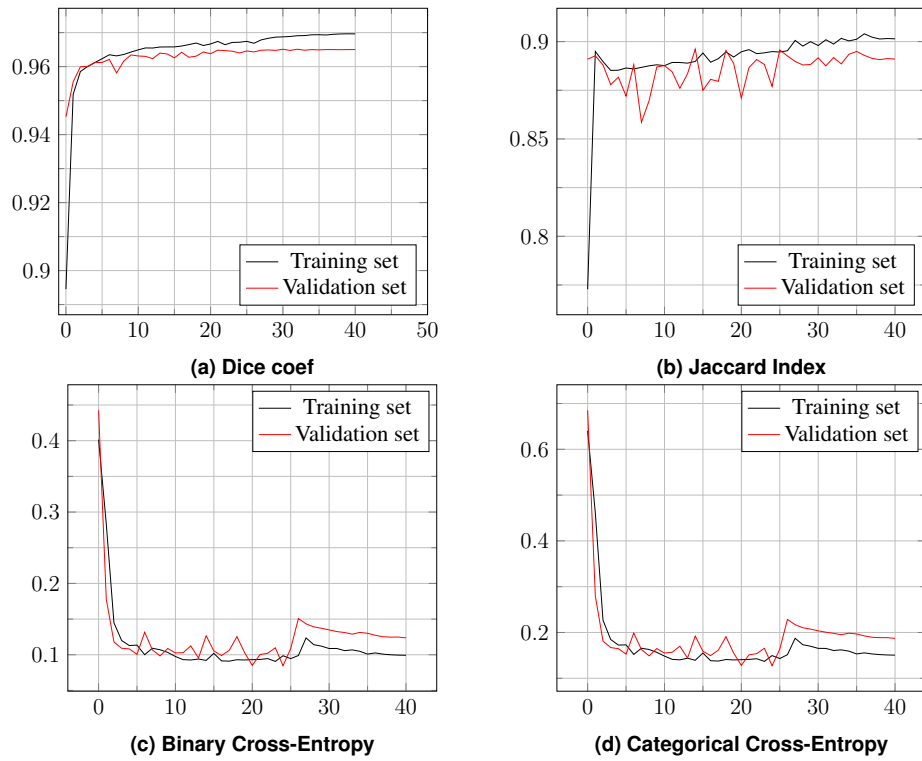 0.96
0.94
0.92
0.9
0 10 20 30 40 50
Training set
Validation set
(a) Dice coef
0.9
0.85
0.8
0 10 20 30 40
Training set
Validation set
(b) Jaccard Index
0.4
0.3
0.2
0.1
0 10 20 30 40
Training set
Validation set
(c) Binary Cross-Entropy
0.6
0.4
0.2
0 10 20 30 40
Training set
Validation set
(d) Categorical Cross-Entropy